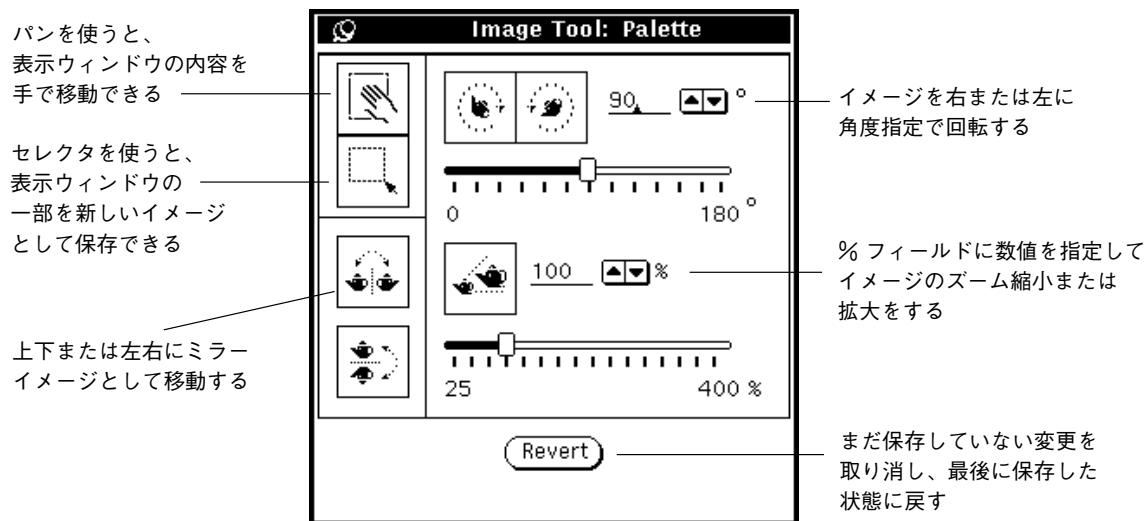 パンを使うと、
表示ウィンドウの内容を
手で移動できる
セレクタを使うと、
表示ウィンドウの
一部を新しいイメージ
として保存できる
上下または左右にミラー
イメージとして移動する
Image Tool: Palette
90 °
0 180 °
100 %
25 400 %
Revert
イメージを右または左に
角度指定で回転する
% フィールドに数値を指定して
イメージのズーム縮小または
拡大をする
まだ保存していない変更を
取り消し、最後に保存した
状態に戻す